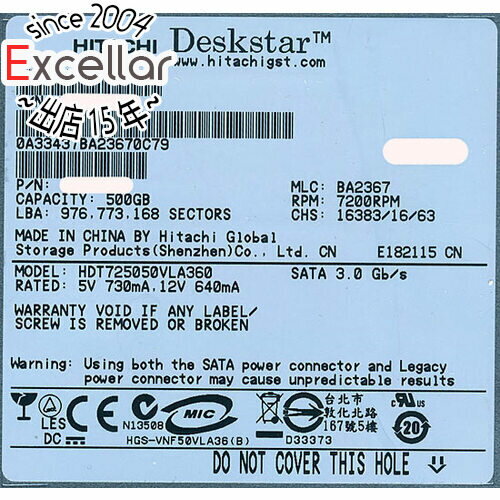 since 2004
HITACHI Deskstar™
www.hitachigst.com
Excellar
~出店15年~
0A33437BA23670C79
P/N:
MLC: BA2367
CAPACITY: 500GB
RPM: 7200RPM
LBA: 976,773,168 SECTORS
CHS: 16383/16/63
MADE IN CHINA BY Hitachi Global
Storage Products(Shenzhen)Co., Ltd. CN E182115 CN
MODEL: HDT725050VLA360 SATA 3.0 Gb/s
RATED: 5V 730mA,12V 640mA
WARRANTY VOID IF ANY LABEL/
SCREW IS REMOVED OR BROKEN
Warning: Using both the SATA power connector and Legacy
power connector may cause unpredictable results
LES
DC
CE
N13508
MIC
台北市
敦化北路
167號5樓
c UL us
20
HGS-VNF50VLA36(B)
D33373
DO NOT COVER THIS HOLE